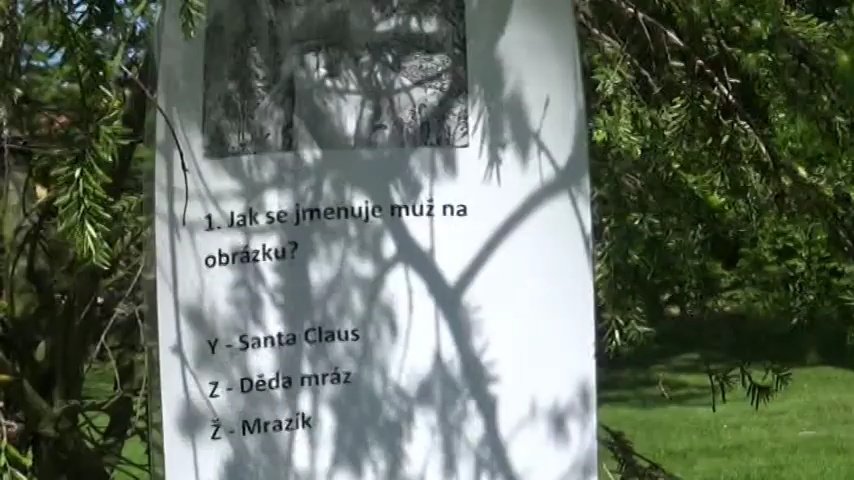 1. Jak se jmenuje muž na
obrázku?
Y - Santa Claus
Z - Děda mráz
Ž - Mrazík